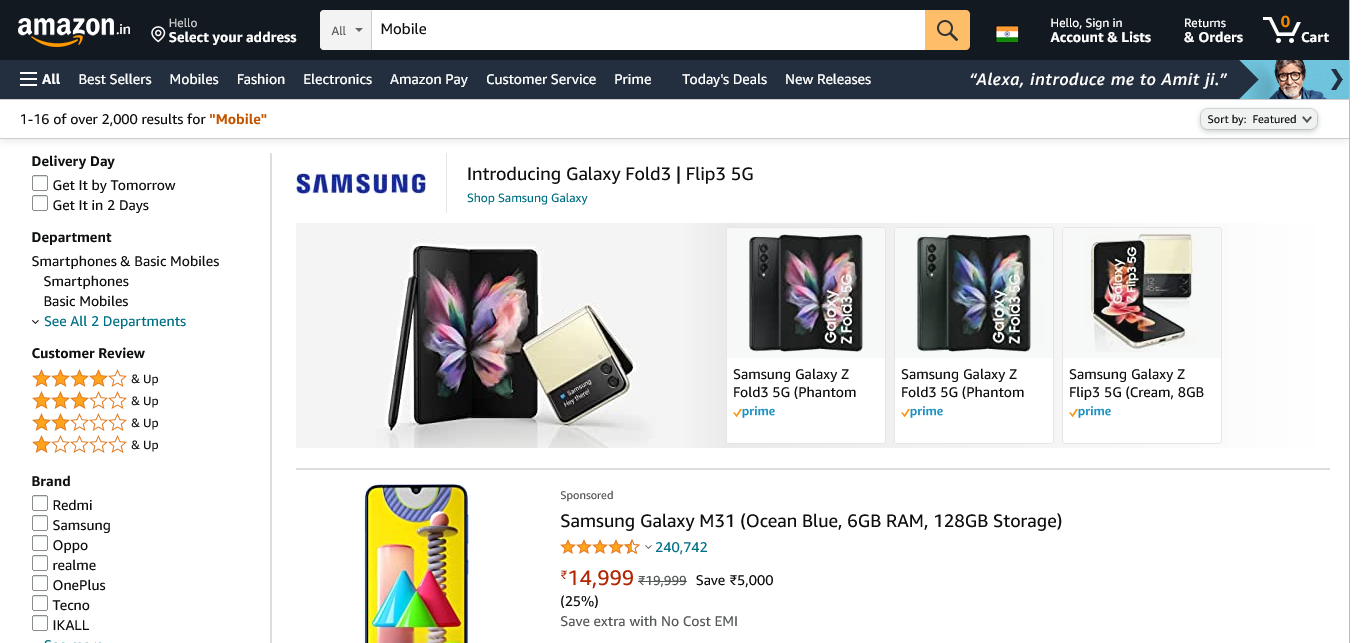 amazon.in
Hello
Select your address
All
Mobile
Hello, Sign in
Account & Lists
Returns
& Orders
0
Cart
All
Best Sellers
Mobiles
Fashion
Electronics
Amazon Pay
Customer Service
Prime
Today's Deals
New Releases
“Alexa, introduce me to Amit ji.”
1-16 of over 2,000 results for "Mobile"
Sort by: Featured
Delivery Day
Get It by Tomorrow
Get It in 2 Days
Department
Smartphones & Basic Mobiles
Smartphones
Basic Mobiles
See All 2 Departments
Customer Review
& Up
& Up
& Up
& Up
Brand
Redmi
Samsung
Oppo
realme
OnePlus
Tecno
IKALL
See more
SAMSUNG
Introducing Galaxy Fold3 | Flip3 5G
Shop Samsung Galaxy
Samsung
Hey there!
Galaxy
Z Fold3 5G
Samsung Galaxy Z
Fold3 5G (Phantom
prime
Galaxy
Z Fold3 5G
Samsung Galaxy Z
Fold3 5G (Phantom
prime
Galaxy
Z Flip3 5G
Samsung Galaxy Z
Flip3 5G (Cream, 8GB
prime
Sponsored
Samsung Galaxy M31 (Ocean Blue, 6GB RAM, 128GB Storage)
240,742
₹14,999 ₹19,999 Save ₹5,000
(25%)
Save extra with No Cost EMI